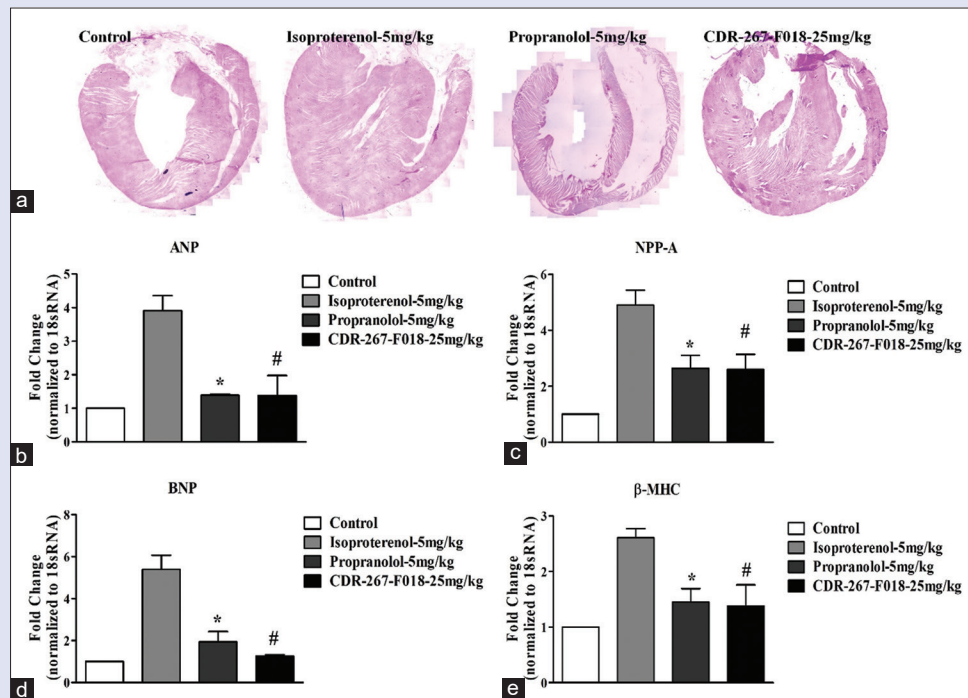 Control
Isoproterenol-5mg/kg
Propranolol-5mg/kg
CDR-267-F018-25mg/kg
a
ANP
Fold Change
(normalized to 18sRNA)
5
4
3
2
1
0
*
#
Control
Isoproterenol-5mg/kg
Propranolol-5mg/kg
CDR-267-F018-25mg/kg
b
NPP-A
Fold Change
(normalized to 18sRNA)
6
4
2
0
*
#
Control
Isoproterenol-5mg/kg
Propranolol-5mg/kg
CDR-267-F018-25mg/kg
c
BNP
Fold Change
(normalized to 18sRNA)
8
6
4
2
0
*
#
Control
Isoproterenol-5mg/kg
Propranolol-5mg/kg
CDR-267-F018-25mg/kg
d
β-MHC
Fold Change
(normalized to 18sRNA)
3
2
1
0
*
#
Control
Isoproterenol-5mg/kg
Propranolol-5mg/kg
CDR-267-F018-25mg/kg
e